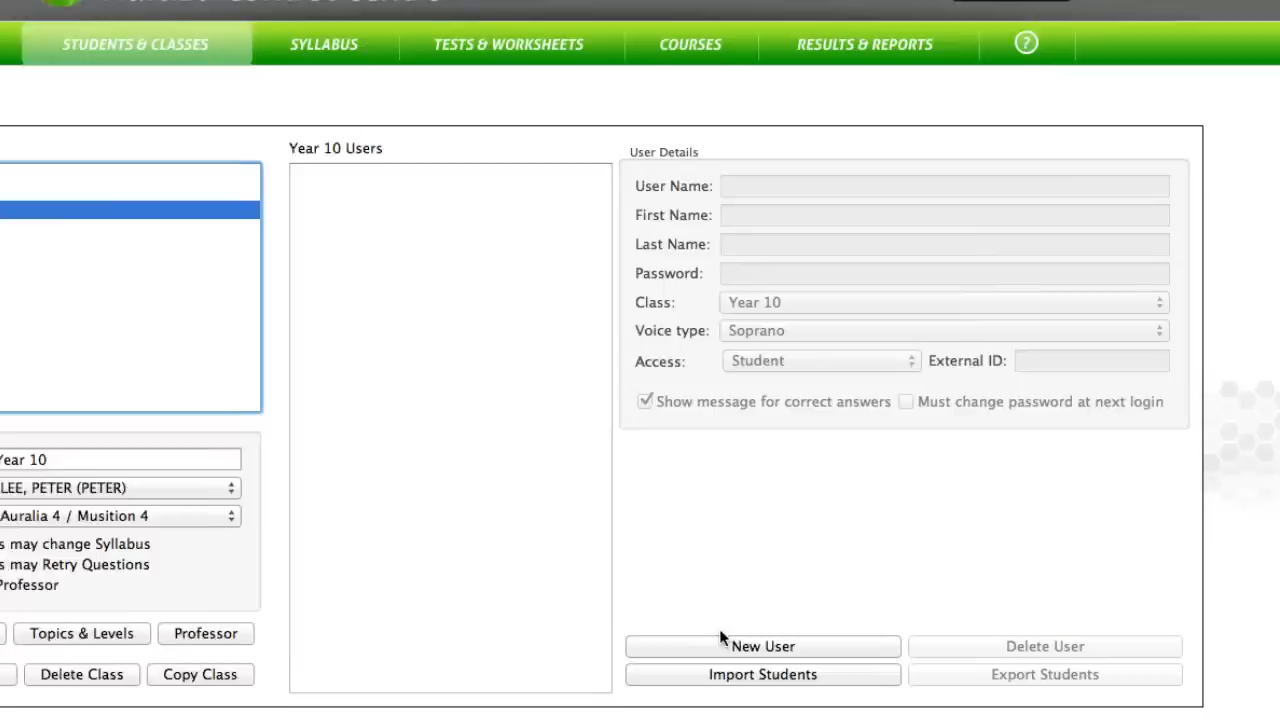 STUDENTS & CLASSES SYLLABUS TESTS & WORKSHEETS COURSES RESULTS & REPORTS ?
Year 10 Users
User Details
User Name:
First Name:
Last Name:
Password:
Class: Year 10
Voice type: Soprano
Access: Student External ID:
Show message for correct answers Must change password at next login
Year 10
LEE, PETER (PETER)
Auralia 4 / Musition 4
s may change Syllabus
s may Retry Questions
Professor
Topics & Levels Professor
New User Delete User
Delete Class Copy Class
Import Students Export Students